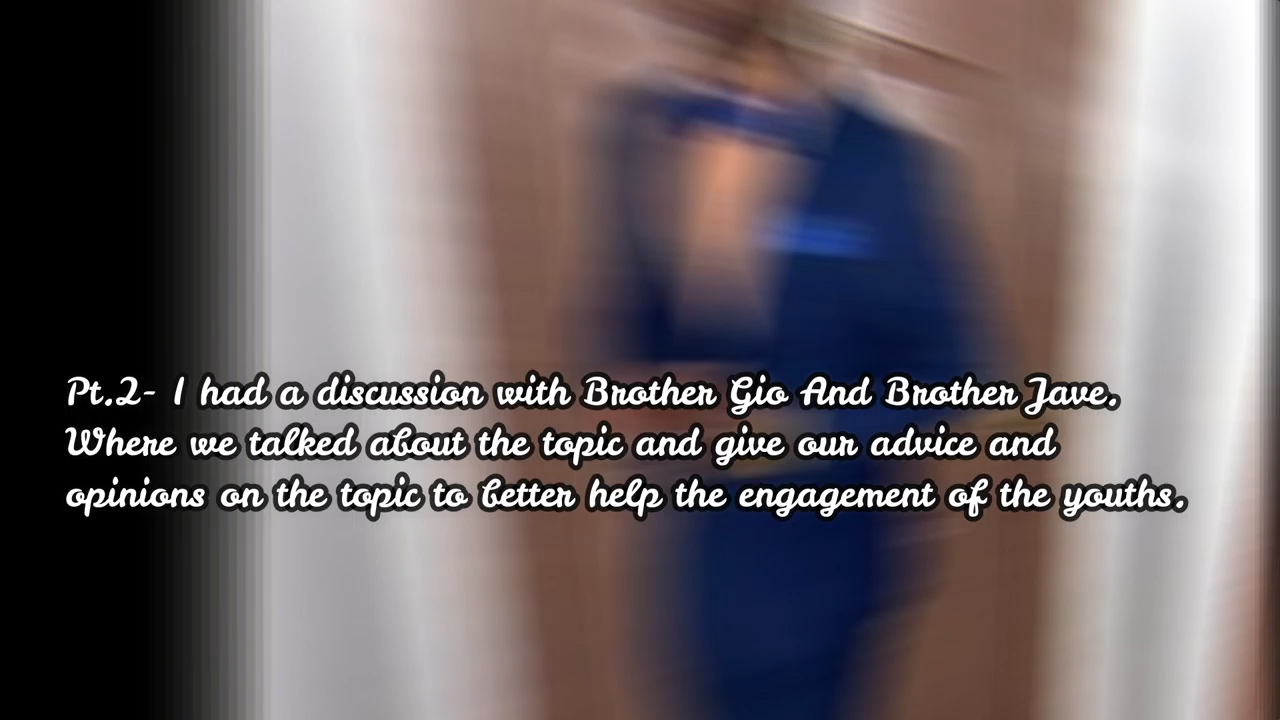 Pt.2- I had a discussion with Brother Gio And Brother Jave.
Where we talked about the topic and give our advice and
opinions on the topic to better help the engagement of the youths.